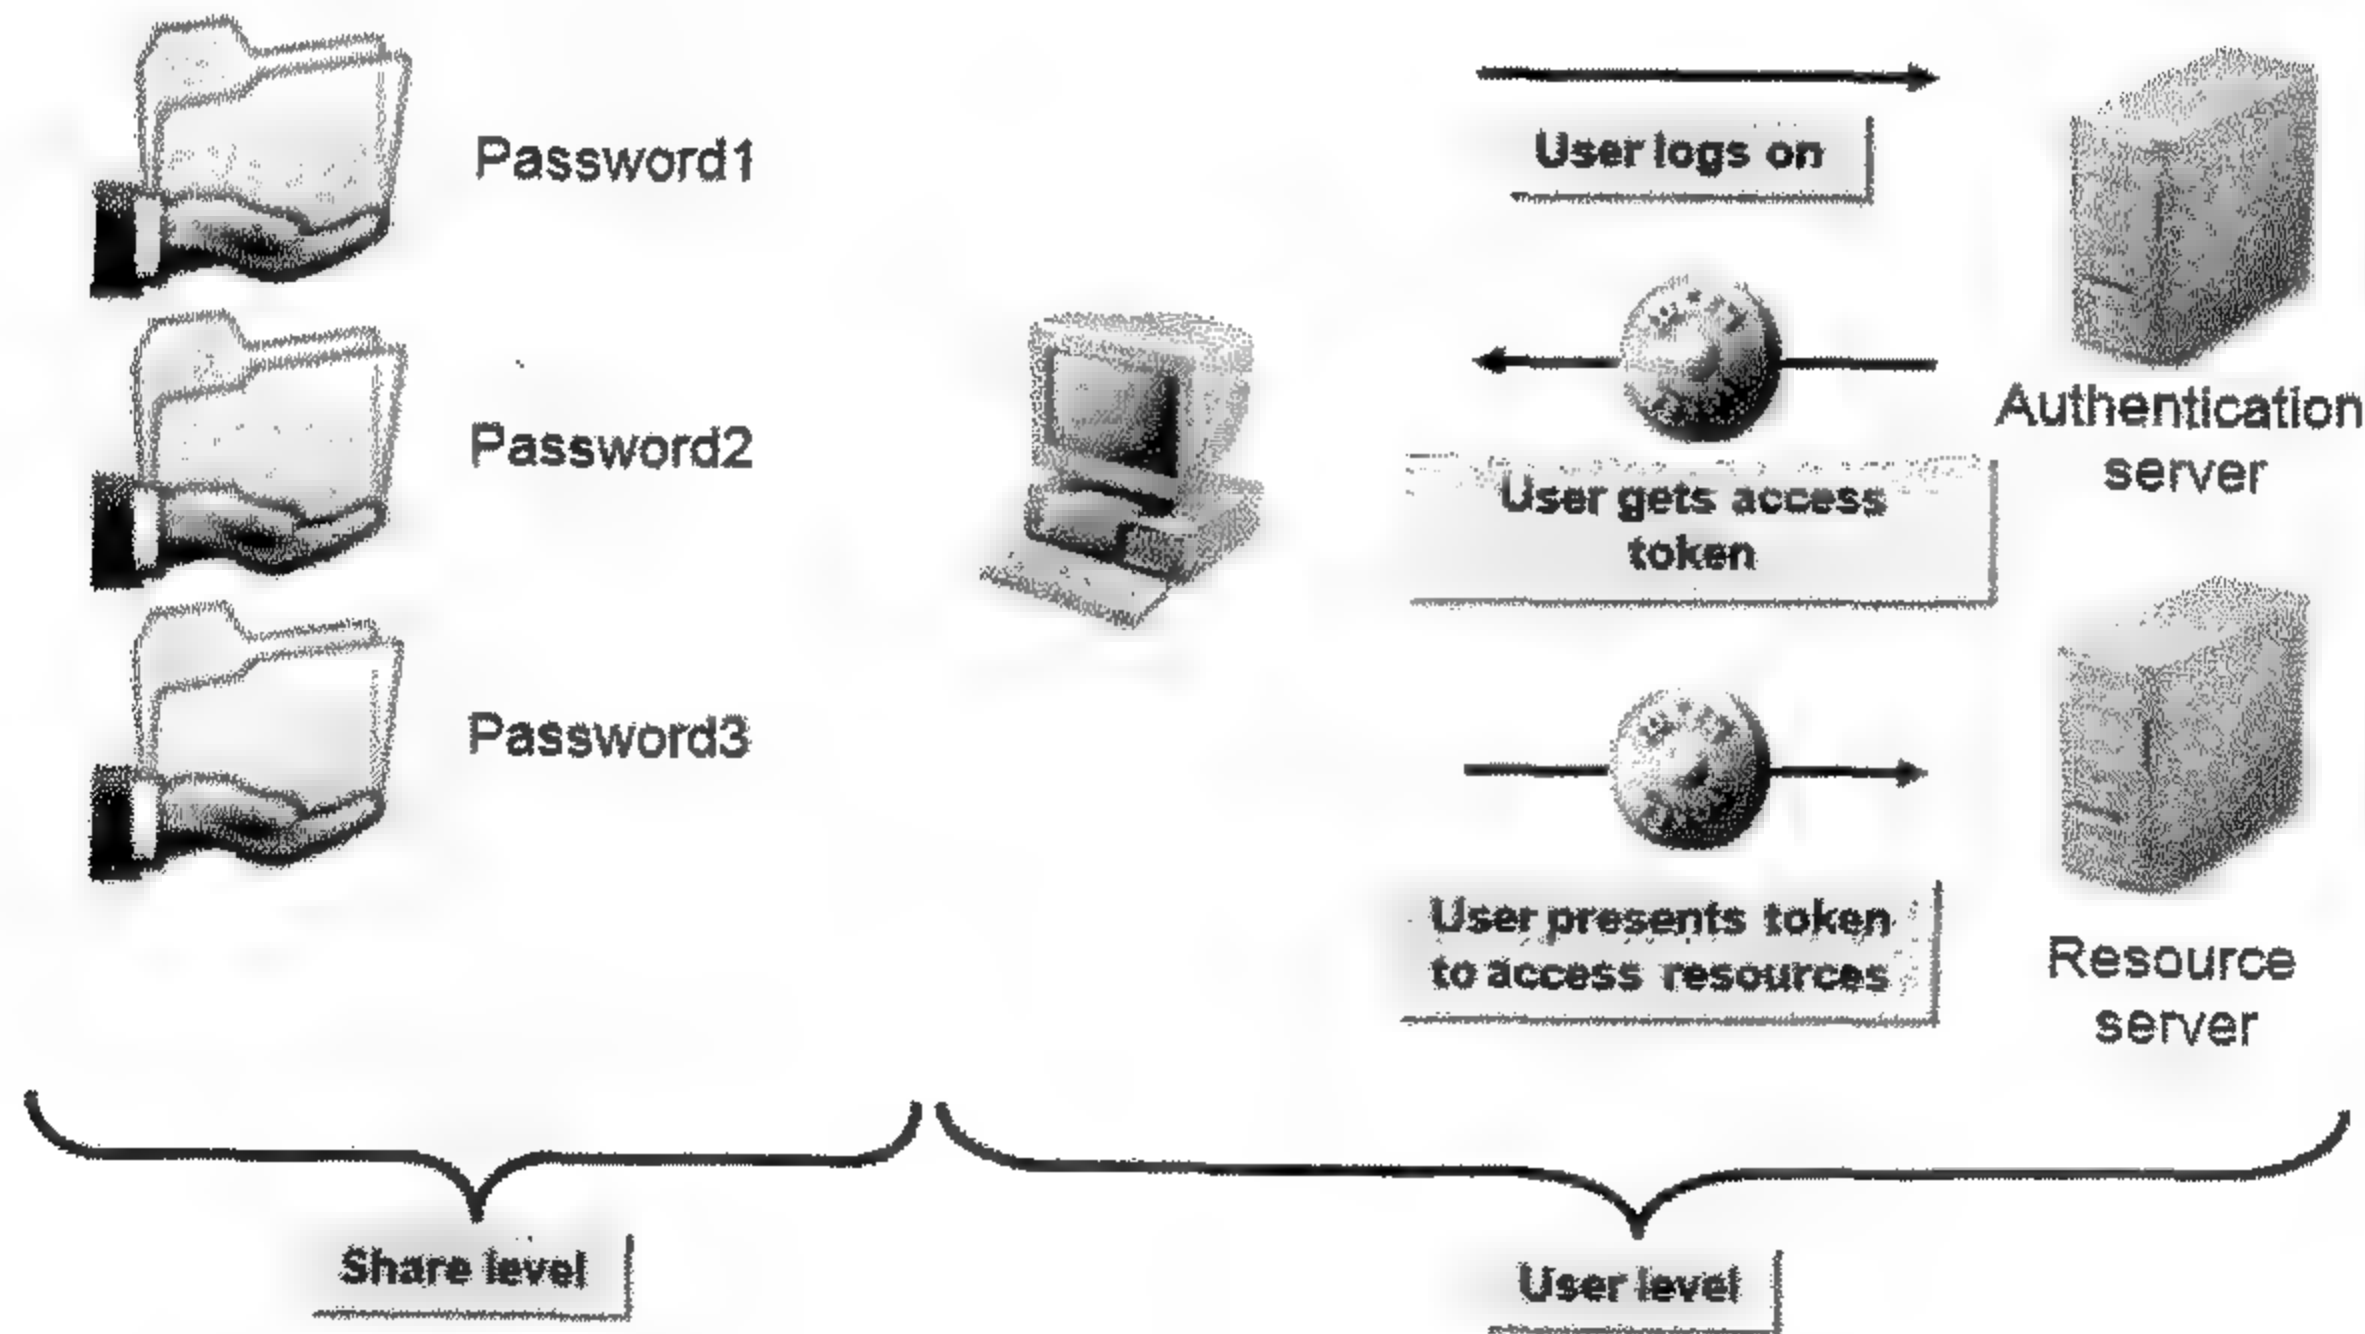 Password1
Password2
Password3
User logs on
User gets access
token
User presents token
to access resources
Authentication
server
Resource
server
Share level
User level